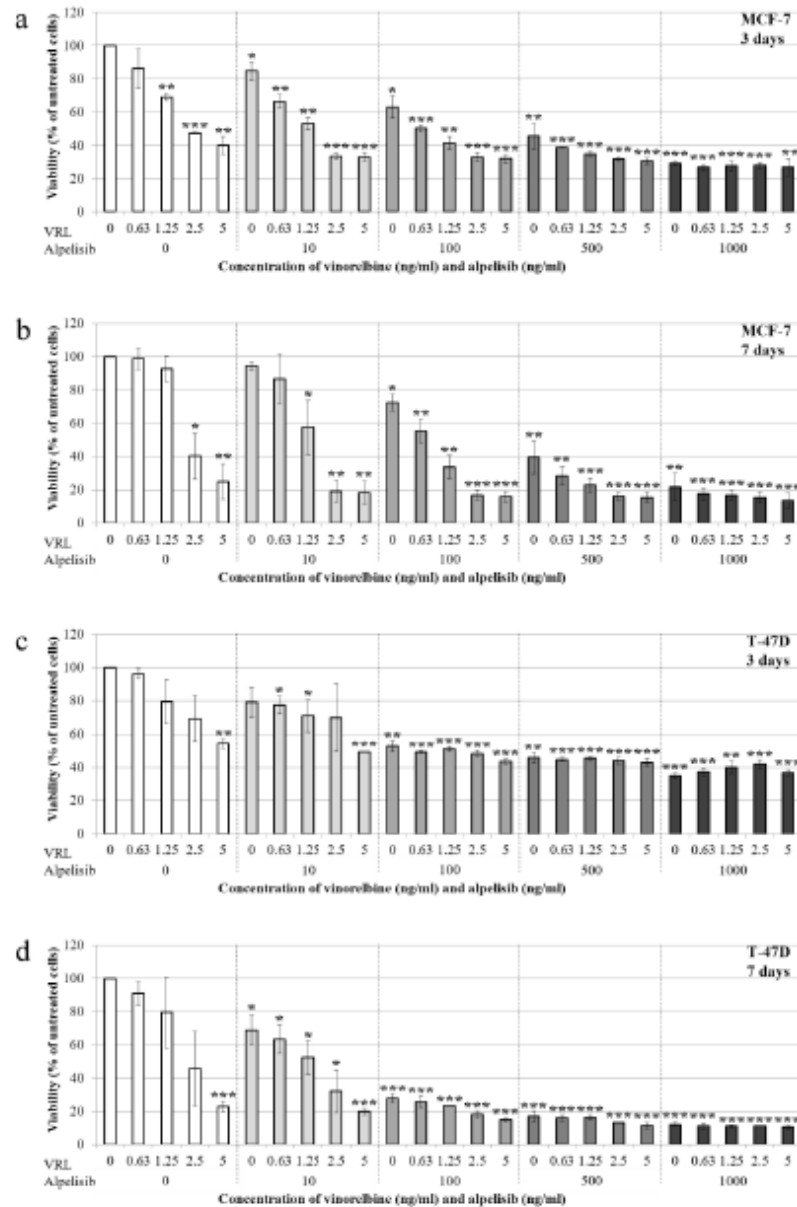 a
MCF-7
3 days
Viability (% of untreated cells)
120
100
80
60
40
20
0
* ** *** **
* ** ** *** ***
* *** ** *** ***
** *** *** *** ***
*** *** *** *** **
VRL 0 0.63 1.25 2.5 5 0 0.63 1.25 2.5 5 0 0.63 1.25 2.5 5 0 0.63 1.25 2.5 5 0 0.63 1.25 2.5 5
Alpelisib 0 10 100 500 1000
Concentration of vinorelbine (ng/ml) and alpelisib (ng/ml)
b
MCF-7
7 days
Viability (% of untreated cells)
120
100
80
60
40
20
0
* **
* ** **
* ** ** *** ***
** ** *** *** ***
** *** *** *** ***
VRL 0 0.63 1.25 2.5 5 0 0.63 1.25 2.5 5 0 0.63 1.25 2.5 5 0 0.63 1.25 2.5 5 0 0.63 1.25 2.5 5
Alpelisib 0 10 100 500 1000
Concentration of vinorelbine (ng/ml) and alpelisib (ng/ml)
c
T-47D
3 days
Viability (% of untreated cells)
120
100
80
60
40
20
0
**
* * ***
** *** *** *** ***
** *** *** *** ***
*** *** ** *** ***
VRL 0 0.63 1.25 2.5 5 0 0.63 1.25 2.5 5 0 0.63 1.25 2.5 5 0 0.63 1.25 2.5 5 0 0.63 1.25 2.5 5
Alpelisib 0 10 100 500 1000
Concentration of vinorelbine (ng/ml) and alpelisib (ng/ml)
d
T-47D
7 days
Viability (% of untreated cells)
120
100
80
60
40
20
0
***
* * * * ***
*** *** *** *** ***
*** *** *** *** ***
*** *** *** *** ***
VRL 0 0.63 1.25 2.5 5 0 0.63 1.25 2.5 5 0 0.63 1.25 2.5 5 0 0.63 1.25 2.5 5 0 0.63 1.25 2.5 5
Alpelisib 0 10 100 500 1000
Concentration of vinorelbine (ng/ml) and alpelisib (ng/ml)